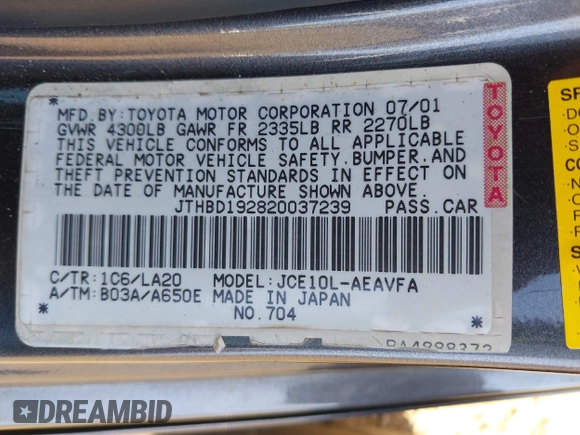 MFD.BY:TOYOTA MOTOR CORPORATION 07/01
GVWR 4300LB GAWR FR 2335LB RR 2270LB
THIS VEHICLE CONFORMS TO ALL APPLICABLE
FEDERAL MOTOR VEHICLE SAFETY,BUMPER,AND
THEFT PREVENTION STANDARDS IN EFFECT ON
THE DATE OF MANUFACTURE SHOWN ABOVE.
JTHBD192820037239 PASS.CAR
TOYOTA
C/TR:1C6/LA20 MODEL:JCE10L-AEAVFA
A/TM:B03A/A650E MADE IN JAPAN
NO.704
DREAMBID